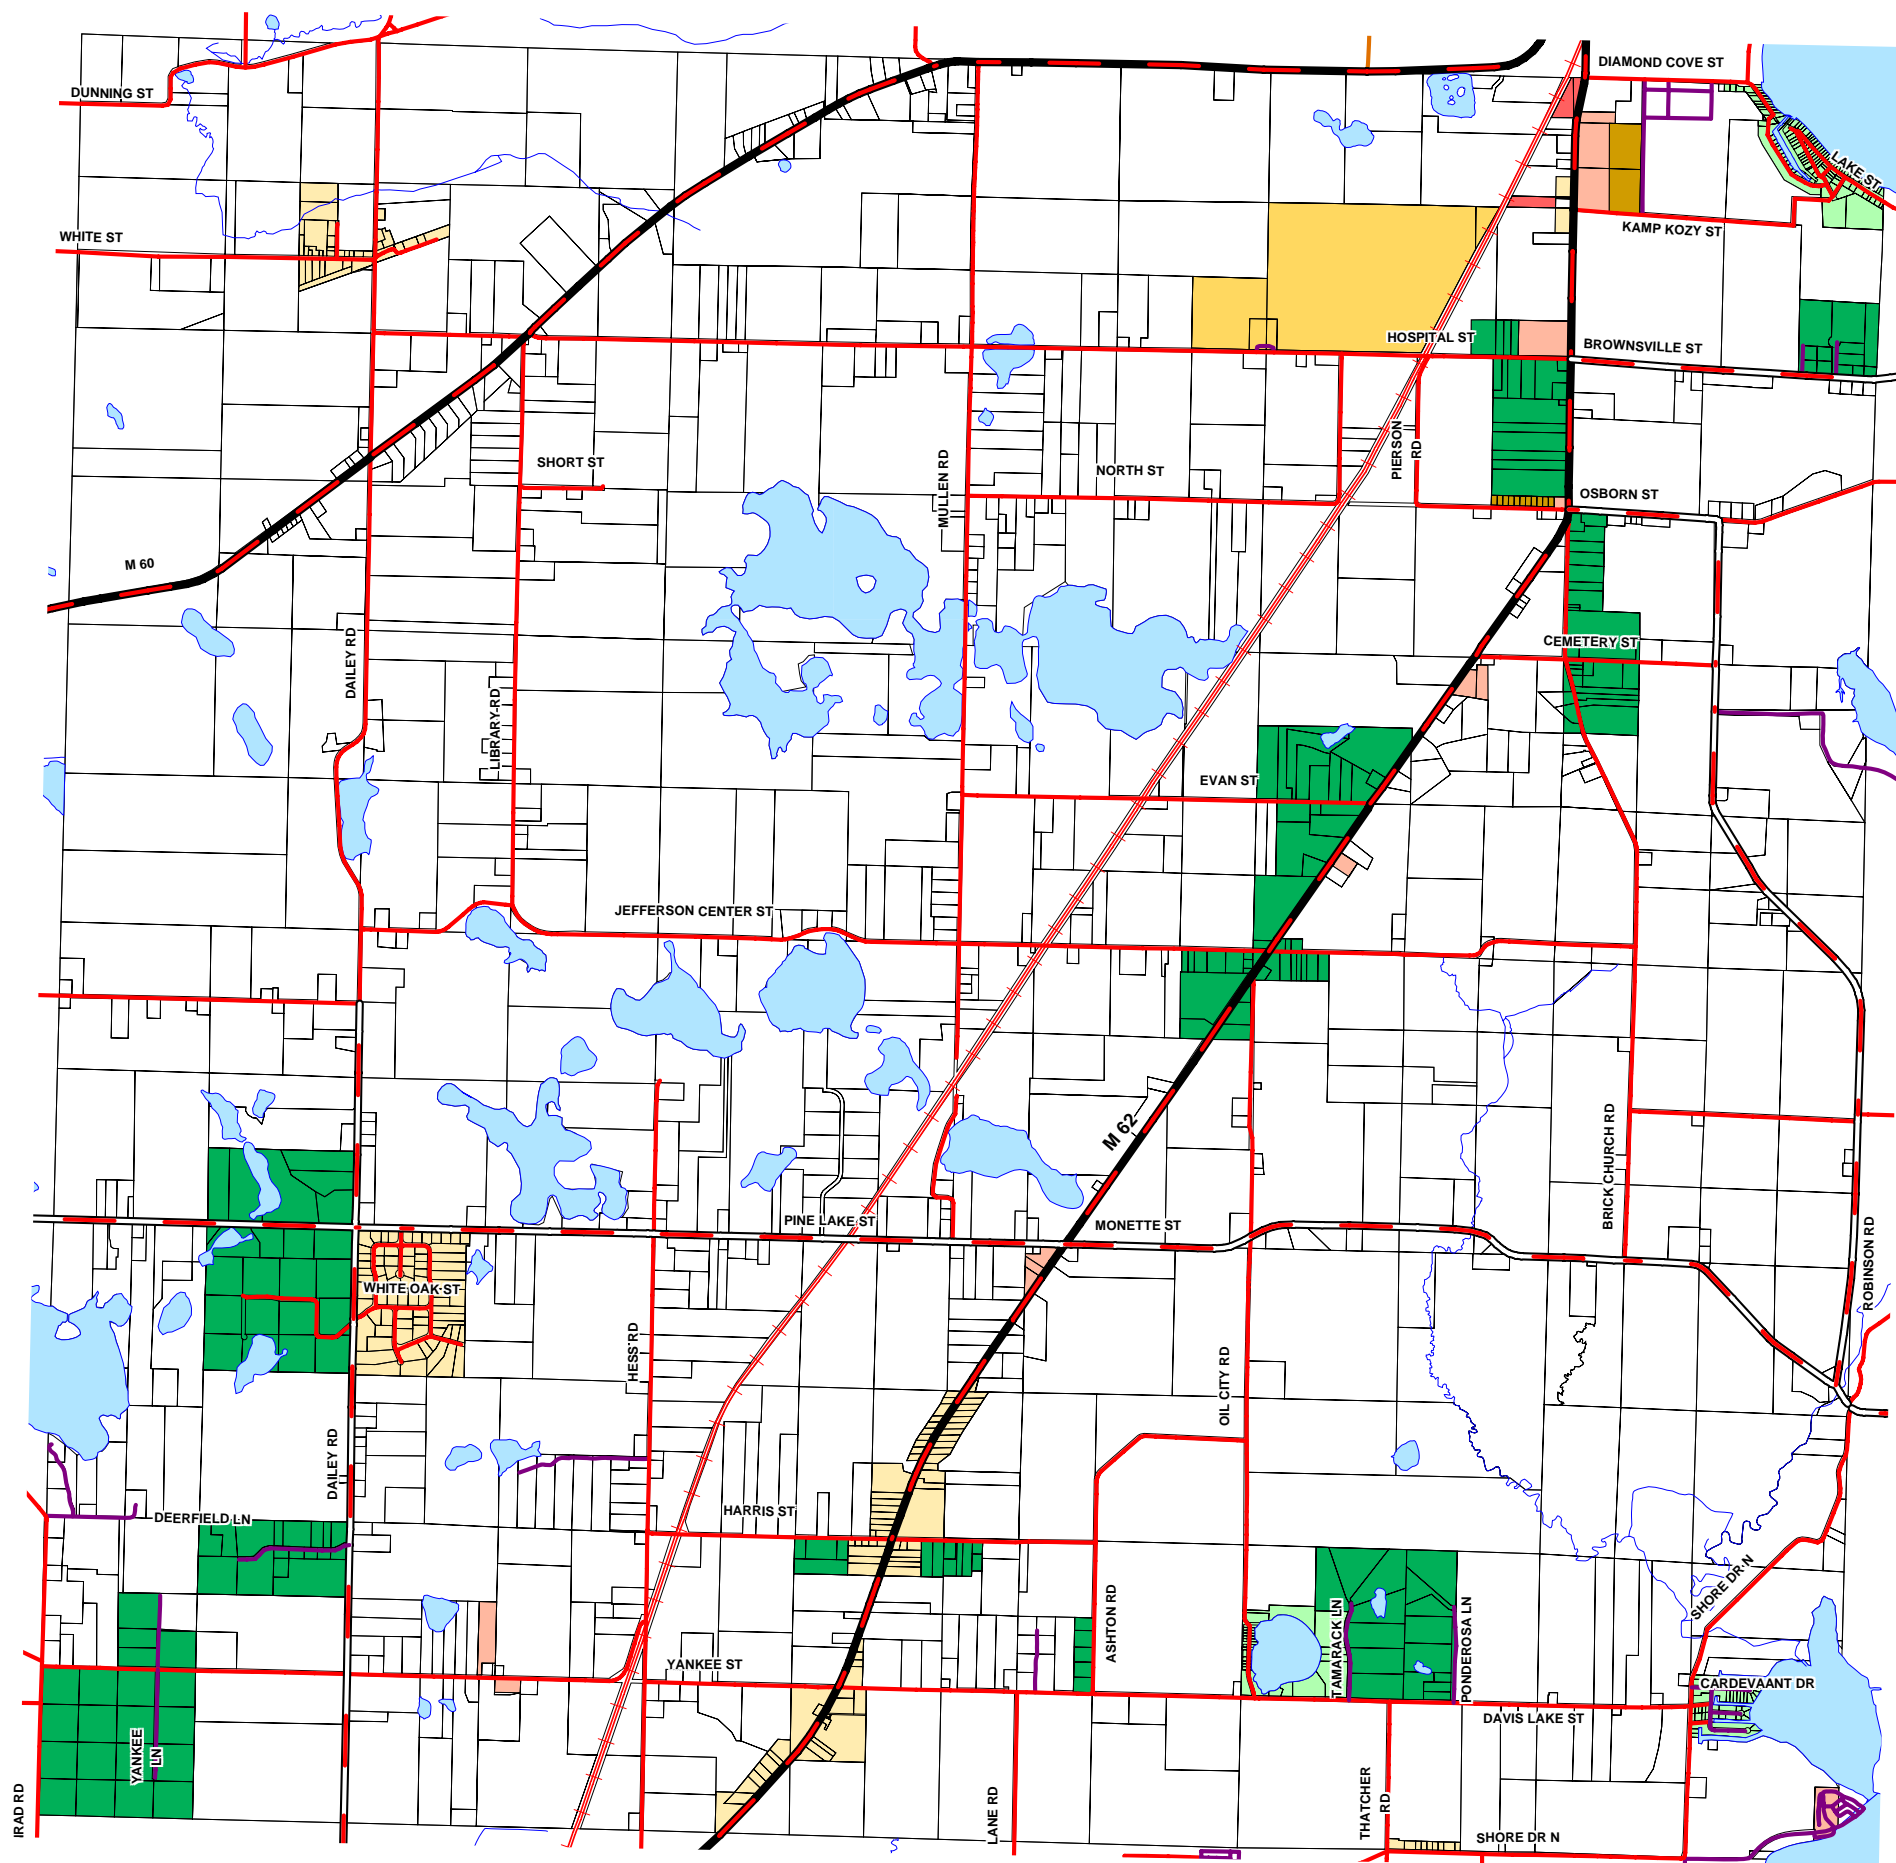 DIAMOND COVE ST
DUNNING ST
LAKE ST
KAMP KOZY ST
WHITE ST
HOSPITAL ST
BROWNSVILLE ST
PIERSON
RD
SHORT ST
MULLEN RD
NORTH ST
OSBORN ST
M 60
CEMETERY ST
DAILEY RD
LIBRARY RD
EVAN ST
JEFFERSON CENTER ST
M 62
BRICK CHURCH RD
PINE LAKE ST
MONETTE ST
ROBINSON RD
WHITE OAK ST
HESS RD
OIL CITY RD
DAILEY RD
HARRIS ST
DEERFIELD LN
SHORE DR N
ASHTON RD
TAMARACK LN
PONDEROSA LN
YANKEE ST
CARDEVAANT DR
DAVIS LAKE ST
YANKEE
LN
IRAD RD
LANE RD
THATCHER
RD
SHORE DR N